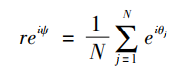 re^{iψ} = \frac{1}{N} \sum_{j=1}^{N} e^{iθ_j}